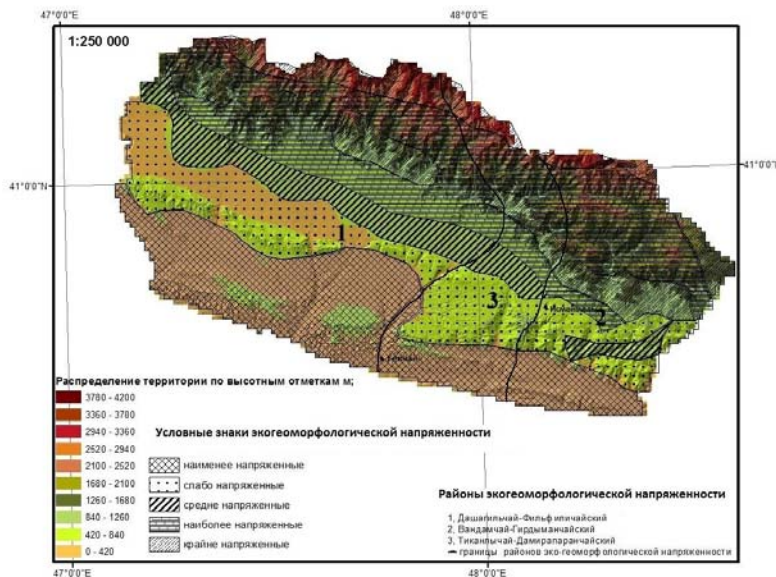 47°0'0"E
48°0'0"E
1:250 000
41°0'0"N
41°0'0"N
1
3
2
Распределение территории по высотным отметкам м;
3780 - 4200
3360 - 3780
2940 - 3360
2520 - 2940
2100 - 2520
1680 - 2100
1260 - 1680
840 - 1260
420 - 840
0 - 420
Условные знаки экогеоморфологической напряженности
наименее напряженные
слабо напряженные
средне напряженные
наиболее напряженные
крайне напряженные
Районы экогеоморфологической напряженности
1, Дашагильчай-Фильфиличайский
2, Вандамчай-Гирдыманчайский
3, Тиканлычай-Дамирапаранчайский
границы районов эко-геоморфологической напряженности
47°0'0"E
48°0'0"E